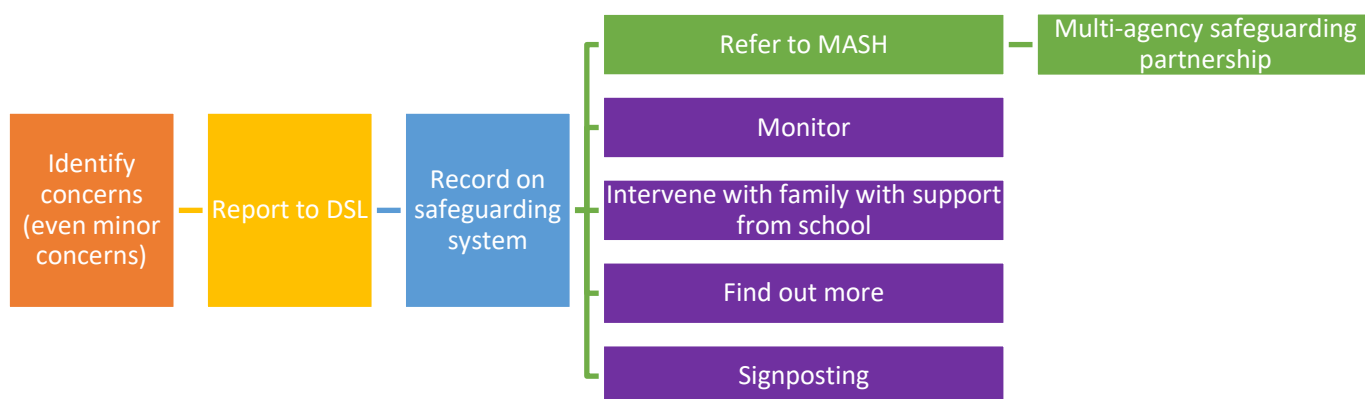 Identify
concerns
(even minor
concerns)
Report to DSL
Record on
safeguarding
system
Refer to MASH
Multi-agency safeguarding
partnership
Monitor
Intervene with family with support
from school
Find out more
Signposting